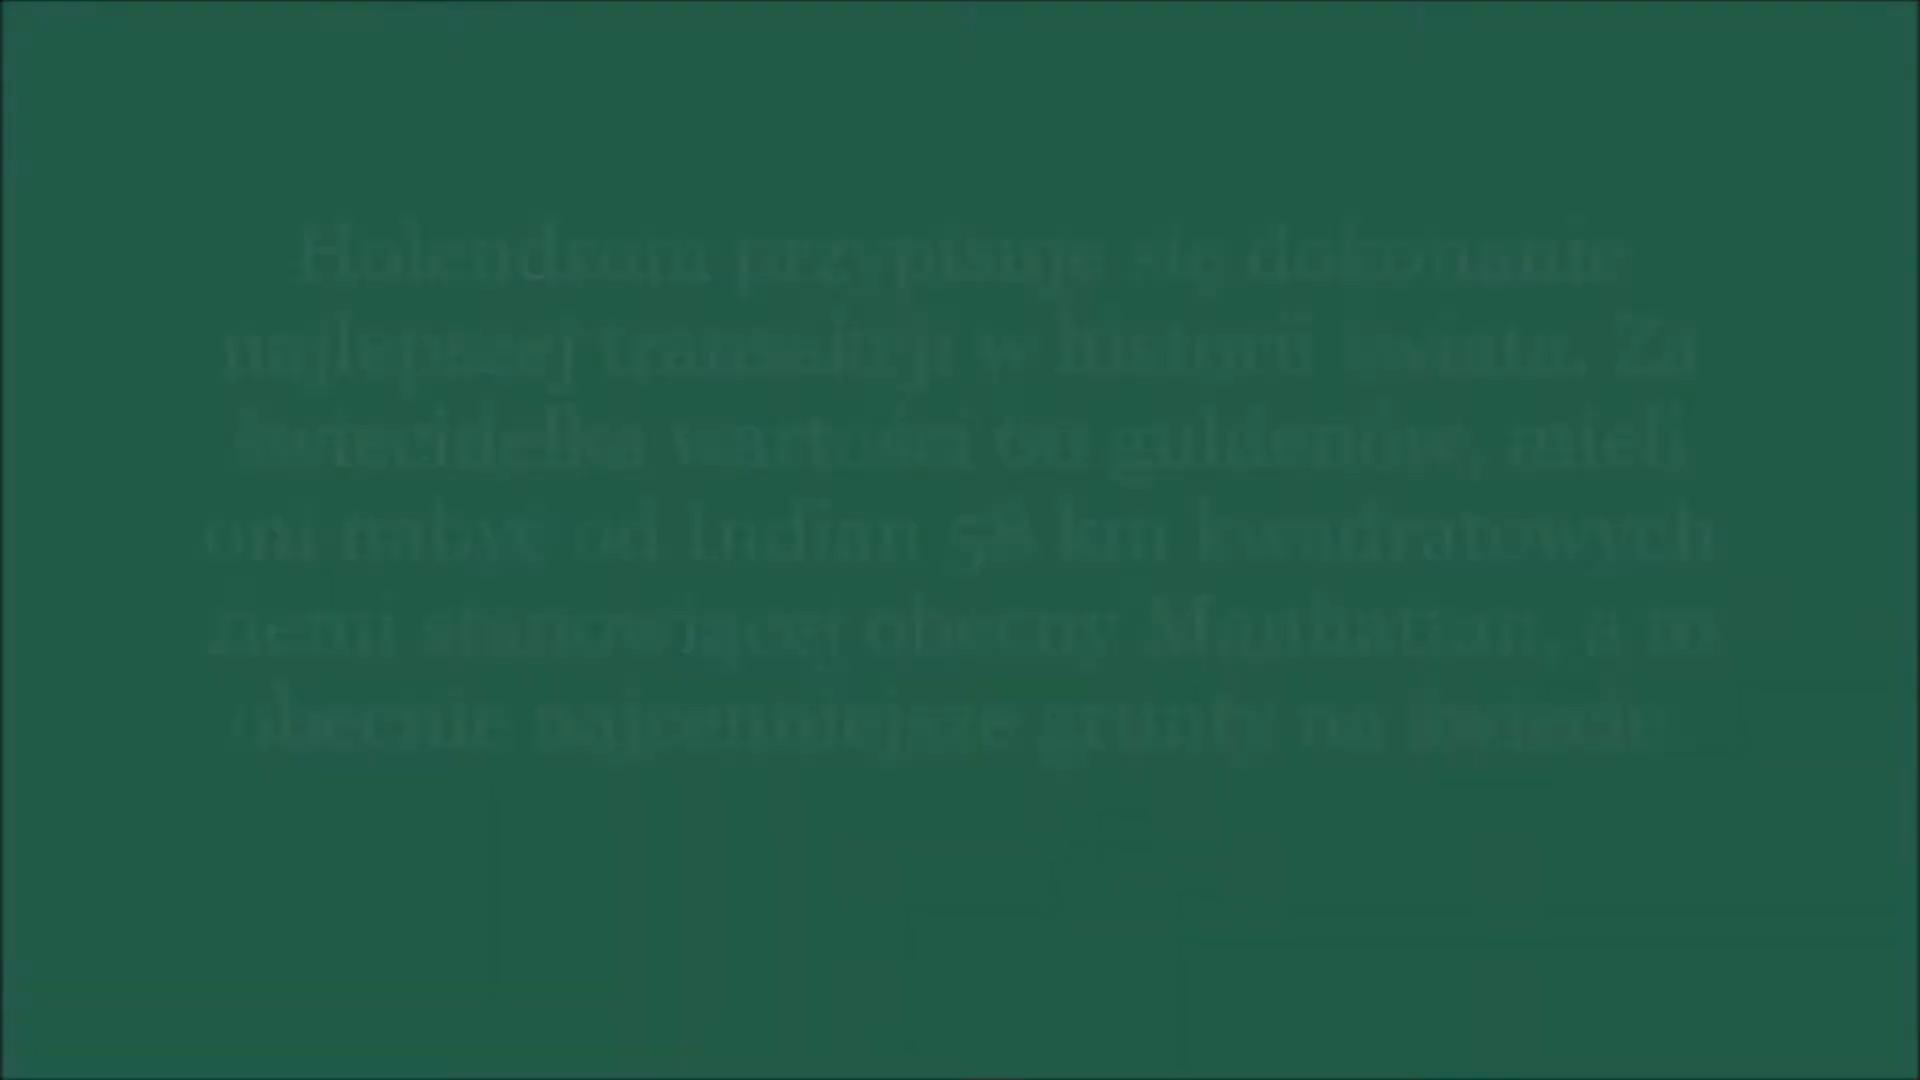 Holendrom przypisuje się dokonanie
najlepszej transakcji w historii świata. Za
świecidełka wartości 60 guldenów, mieli
oni nabyć od Indian 58 km kwadratowych
ziemi stanowiącej obecny Manhattan, a to
obecnie najcenniejsze grunty na świecie.